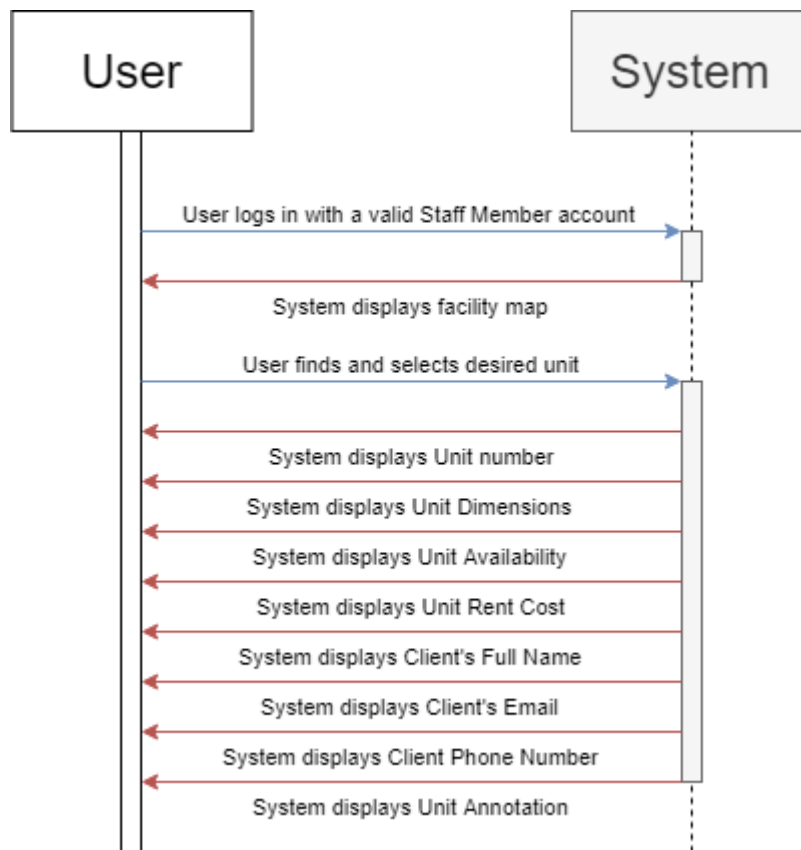 User
System
User logs in with a valid Staff Member account
System displays facility map
User finds and selects desired unit
System displays Unit number
System displays Unit Dimensions
System displays Unit Availability
System displays Unit Rent Cost
System displays Client's Full Name
System displays Client's Email
System displays Client Phone Number
System displays Unit Annotation